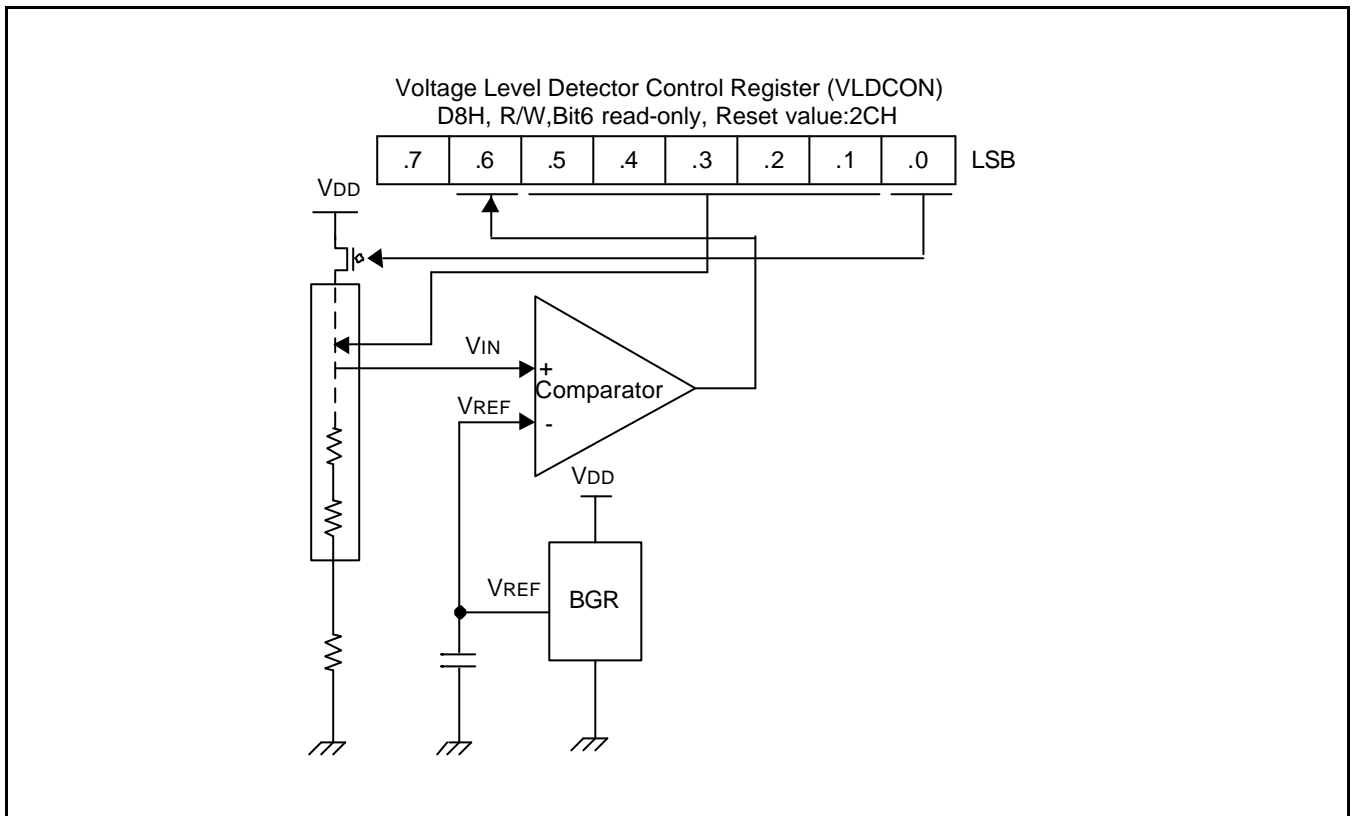 Voltage Level Detector Control Register (VLDCON)
D8H, R/W,Bit6 read-only, Reset value:2CH
.7 .6 .5 .4 .3 .2 .1 .0 LSB
VDD
VIN
+
Comparator
VREF
-
VDD
VREF
BGR